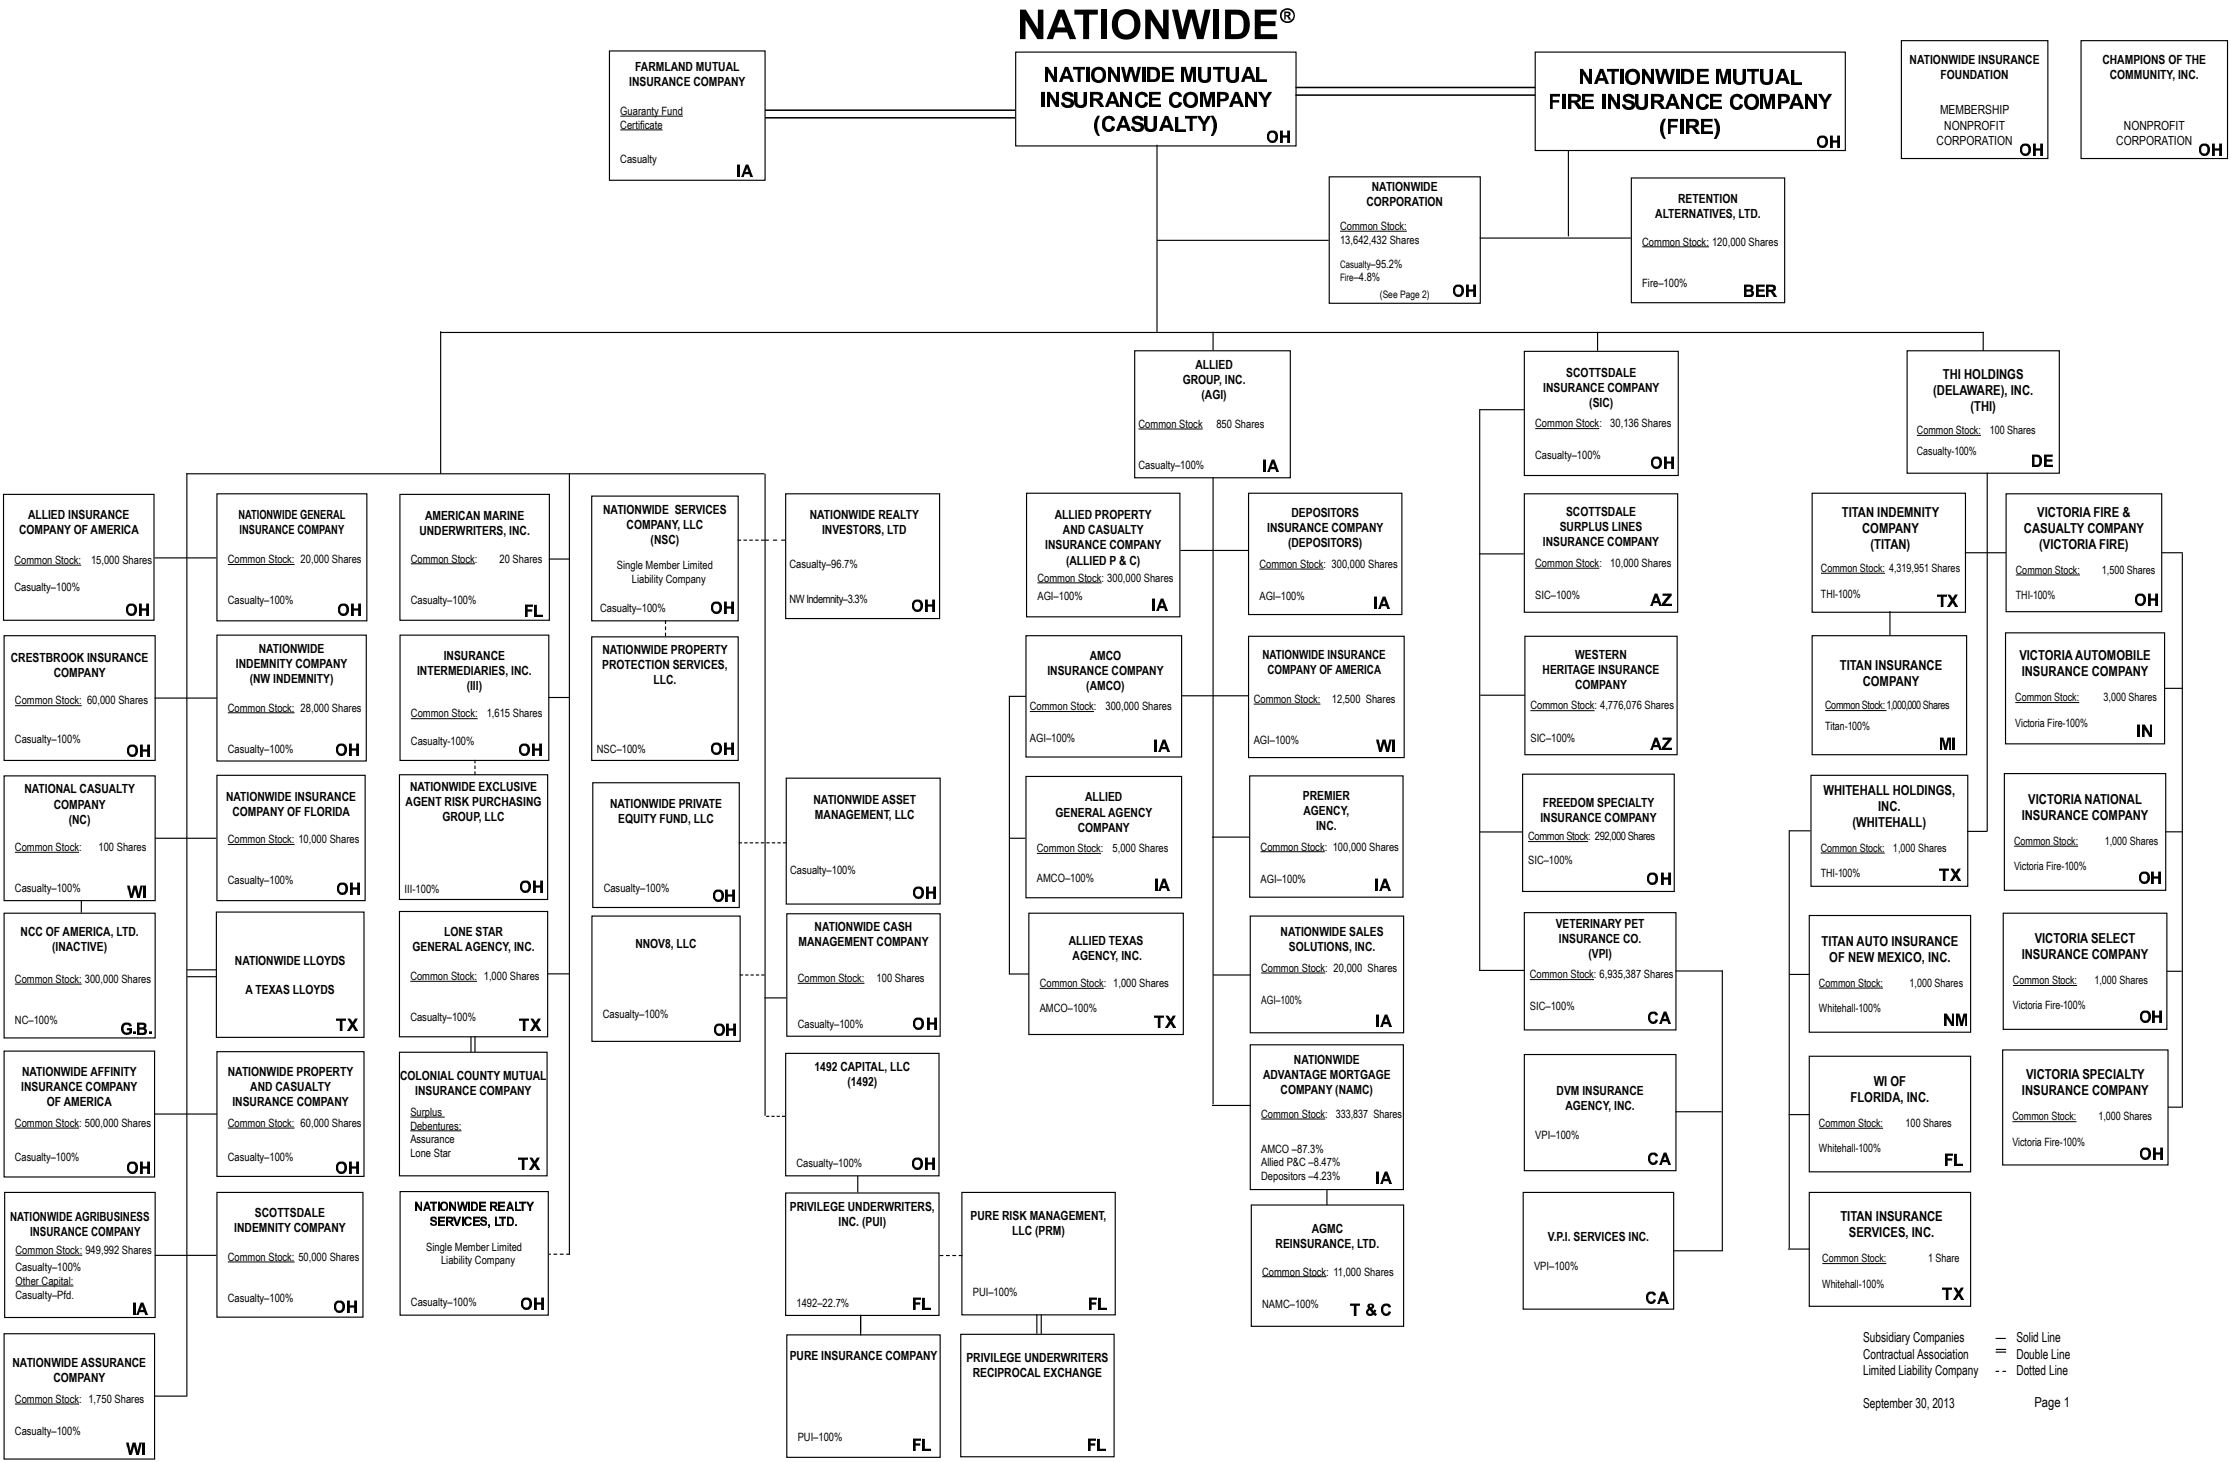 NATIONWIDE®
FARMLAND MUTUAL
INSURANCE COMPANY
Guaranty Fund
Certificate
Casualty
IA
NATIONWIDE MUTUAL
INSURANCE COMPANY
(CASUALTY)
OH
NATIONWIDE MUTUAL
FIRE INSURANCE COMPANY
(FIRE)
OH
NATIONWIDE INSURANCE
FOUNDATION
MEMBERSHIP
NONPROFIT
CORPORATION
OH
CHAMPIONS OF THE
COMMUNITY, INC.
NONPROFIT
CORPORATION
OH
NATIONWIDE
CORPORATION
Common Stock:
13,642,432 Shares
Casualty–95.2%
Fire–4.8%
(See Page 2)
OH
RETENTION
ALTERNATIVES, LTD.
Common Stock: 120,000 Shares
Fire–100%
BER
ALLIED
GROUP, INC.
(AGI)
Common Stock 850 Shares
Casualty–100%
IA
SCOTTSDALE
INSURANCE COMPANY
(SIC)
Common Stock: 30,136 Shares
Casualty–100%
OH
THI HOLDINGS
(DELAWARE), INC.
(THI)
Common Stock: 100 Shares
Casualty-100%
DE
ALLIED INSURANCE
COMPANY OF AMERICA
Common Stock: 15,000 Shares
Casualty–100%
OH
NATIONWIDE GENERAL
INSURANCE COMPANY
Common Stock: 20,000 Shares
Casualty–100%
OH
AMERICAN MARINE
UNDERWRITERS, INC.
Common Stock: 20 Shares
Casualty–100%
FL
NATIONWIDE SERVICES
COMPANY, LLC
(NSC)
Single Member Limited
Liability Company
Casualty–100%
OH
NATIONWIDE REALTY
INVESTORS, LTD
Casualty–96.7%
NW Indemnity–3.3%
OH
ALLIED PROPERTY
AND CASUALTY
INSURANCE COMPANY
(ALLIED P & C)
Common Stock: 300,000 Shares
AGI–100%
IA
DEPOSITORS
INSURANCE COMPANY
(DEPOSITORS)
Common Stock: 300,000 Shares
AGI–100%
IA
SCOTTSDALE
SURPLUS LINES
INSURANCE COMPANY
Common Stock: 10,000 Shares
SIC–100%
AZ
TITAN INDEMNITY
COMPANY
(TITAN)
Common Stock: 4,319,951 Shares
THI-100%
TX
VICTORIA FIRE &
CASUALTY COMPANY
(VICTORIA FIRE)
Common Stock: 1,500 Shares
THI-100%
OH
CRESTBROOK INSURANCE
COMPANY
Common Stock: 60,000 Shares
Casualty–100%
OH
NATIONWIDE
INDEMNITY COMPANY
(NW INDEMNITY)
Common Stock: 28,000 Shares
Casualty–100%
OH
INSURANCE
INTERMEDIARIES, INC.
(III)
Common Stock: 1,615 Shares
Casualty-100%
OH
NATIONWIDE PROPERTY
PROTECTION SERVICES,
LLC.
NSC–100%
OH
AMCO
INSURANCE COMPANY
(AMCO)
Common Stock: 300,000 Shares
AGI–100%
IA
NATIONWIDE INSURANCE
COMPANY OF AMERICA
Common Stock: 12,500 Shares
AGI–100%
WI
WESTERN
HERITAGE INSURANCE
COMPANY
Common Stock: 4,776,076 Shares
SIC–100%
AZ
TITAN INSURANCE
COMPANY
Common Stock: 1,000,000 Shares
Titan-100%
MI
VICTORIA AUTOMOBILE
INSURANCE COMPANY
Common Stock: 3,000 Shares
Victoria Fire-100%
IN
NATIONAL CASUALTY
COMPANY
(NC)
Common Stock: 100 Shares
Casualty–100%
WI
NATIONWIDE INSURANCE
COMPANY OF FLORIDA
Common Stock: 10,000 Shares
Casualty–100%
OH
NATIONWIDE EXCLUSIVE
AGENT RISK PURCHASING
GROUP, LLC
III-100%
OH
NATIONWIDE PRIVATE
EQUITY FUND, LLC
Casualty–100%
OH
NATIONWIDE ASSET
MANAGEMENT, LLC
Casualty–100%
OH
ALLIED
GENERAL AGENCY
COMPANY
Common Stock: 5,000 Shares
AMCO–100%
IA
PREMIER
AGENCY,
INC.
Common Stock: 100,000 Shares
AGI–100%
IA
FREEDOM SPECIALTY
INSURANCE COMPANY
Common Stock: 292,000 Shares
SIC–100%
OH
WHITEHALL HOLDINGS,
INC.
(WHITEHALL)
Common Stock: 1,000 Shares
THI-100%
TX
VICTORIA NATIONAL
INSURANCE COMPANY
Common Stock: 1,000 Shares
Victoria Fire-100%
OH
NCC OF AMERICA, LTD.
(INACTIVE)
Common Stock: 300,000 Shares
NC–100%
G.B.
NATIONWIDE LLOYDS
A TEXAS LLOYDS
TX
LONE STAR
GENERAL AGENCY, INC.
Common Stock: 1,000 Shares
Casualty–100%
TX
NNOV8, LLC
Casualty–100%
OH
NATIONWIDE CASH
MANAGEMENT COMPANY
Common Stock: 100 Shares
Casualty–100%
OH
ALLIED TEXAS
AGENCY, INC.
Common Stock: 1,000 Shares
AMCO–100%
TX
NATIONWIDE SALES
SOLUTIONS, INC.
Common Stock: 20,000 Shares
AGI–100%
IA
VETERINARY PET
INSURANCE CO.
(VPI)
Common Stock: 6,935,387 Shares
SIC–100%
CA
TITAN AUTO INSURANCE
OF NEW MEXICO, INC.
Common Stock: 1,000 Shares
Whitehall-100%
NM
VICTORIA SELECT
INSURANCE COMPANY
Common Stock: 1,000 Shares
Victoria Fire-100%
OH
NATIONWIDE AFFINITY
INSURANCE COMPANY
OF AMERICA
Common Stock: 500,000 Shares
Casualty–100%
OH
NATIONWIDE PROPERTY
AND CASUALTY
INSURANCE COMPANY
Common Stock: 60,000 Shares
Casualty–100%
OH
COLONIAL COUNTY MUTUAL
INSURANCE COMPANY
Surplus
Debentures:
Assurance
Lone Star
TX
1492 CAPITAL, LLC
(1492)
Casualty–100%
OH
NATIONWIDE
ADVANTAGE MORTGAGE
COMPANY (NAMC)
Common Stock: 333,837 Shares
AMCO –87.3%
Allied P&C –8.47%
Depositors –4.23%
IA
DVM INSURANCE
AGENCY, INC.
VPI–100%
CA
WI OF
FLORIDA, INC.
Common Stock: 100 Shares
Whitehall-100%
FL
VICTORIA SPECIALTY
INSURANCE COMPANY
Common Stock: 1,000 Shares
Victoria Fire-100%
OH
NATIONWIDE AGRIBUSINESS
INSURANCE COMPANY
Common Stock: 949,992 Shares
Casualty–100%
Other Capital:
Casualty–Pfd.
IA
SCOTTSDALE
INDEMNITY COMPANY
Common Stock: 50,000 Shares
Casualty–100%
OH
NATIONWIDE REALTY
SERVICES, LTD.
Single Member Limited
Liability Company
Casualty–100%
OH
PRIVILEGE UNDERWRITERS,
INC. (PUI)
1492–22.7%
FL
PURE RISK MANAGEMENT,
LLC (PRM)
PUI–100%
FL
AGMC
REINSURANCE, LTD.
Common Stock: 11,000 Shares
NAMC–100%
T & C
V.P.I. SERVICES INC.
VPI–100%
CA
TITAN INSURANCE
SERVICES, INC.
Common Stock: 1 Share
Whitehall-100%
TX
NATIONWIDE ASSURANCE
COMPANY
Common Stock: 1,750 Shares
Casualty–100%
WI
PURE INSURANCE COMPANY
PUI–100%
FL
PRIVILEGE UNDERWRITERS
RECIPROCAL EXCHANGE
FL
Subsidiary Companies — Solid Line
Contractual Association = Double Line
Limited Liability Company - - Dotted Line
September 30, 2013 Page 1